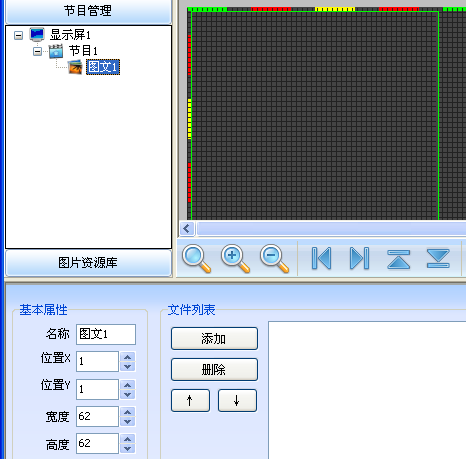 节目管理
显示屏1
节目1
图文1
图片资源库
基本属性
名称 图文1
位置X 1
位置Y 1
宽度 62
高度 62
文件列表
添加
删除
↑ ↓